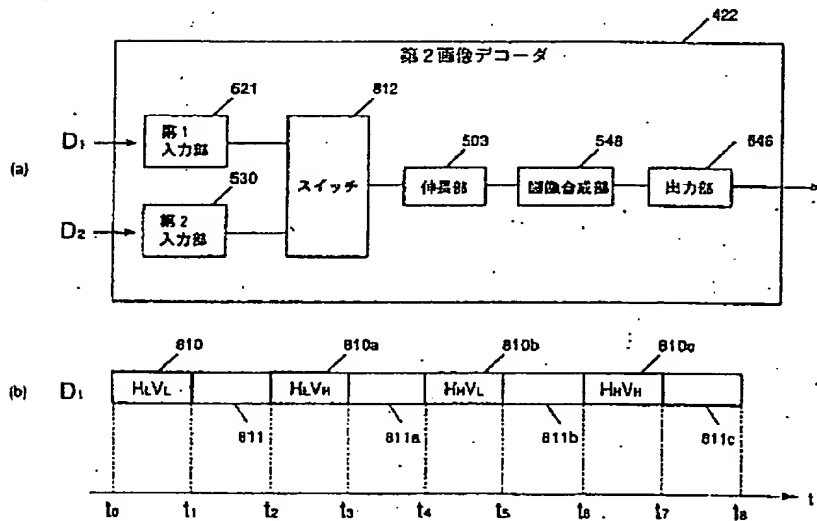 422
第2画像デコーダ
621
812
D₁
第1
入力部
503
548
546
(a)
スイッチ
伸長部
画像合成部
出力部
530
D₂
第2
入力部
810
810a
810b
810c
(b)
D₁
HLVL
HLVH
HHVL
HHVH
811
811a
811b
811c
t
t₀ t₁ t₂ t₃ t₄ t₅ t₆ t₇ t₈